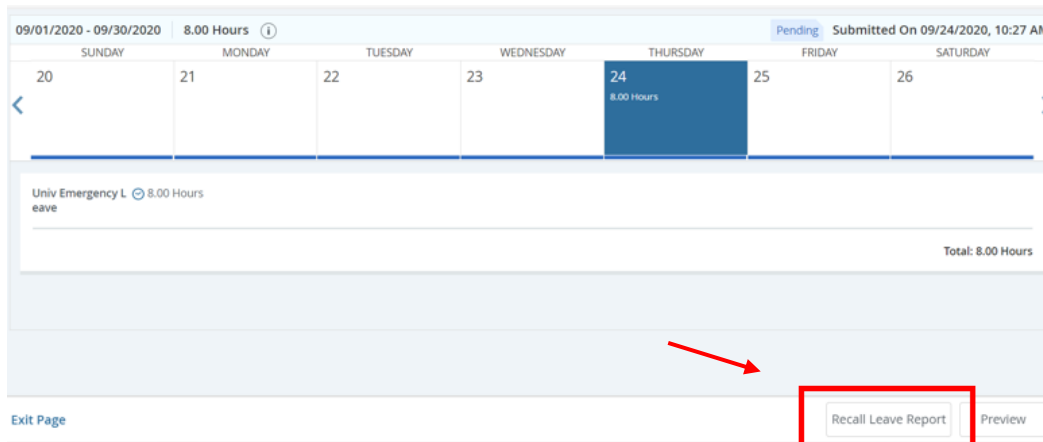 09/01/2020 - 09/30/2020 8.00 Hours Pending Submitted On 09/24/2020, 10:27 AM
SUNDAY MONDAY TUESDAY WEDNESDAY THURSDAY FRIDAY SATURDAY
20 21 22 23 24 25 26
8.00 Hours
Univ Emergency L 8.00 Hours
eave
Total: 8.00 Hours
Exit Page Recall Leave Report Preview